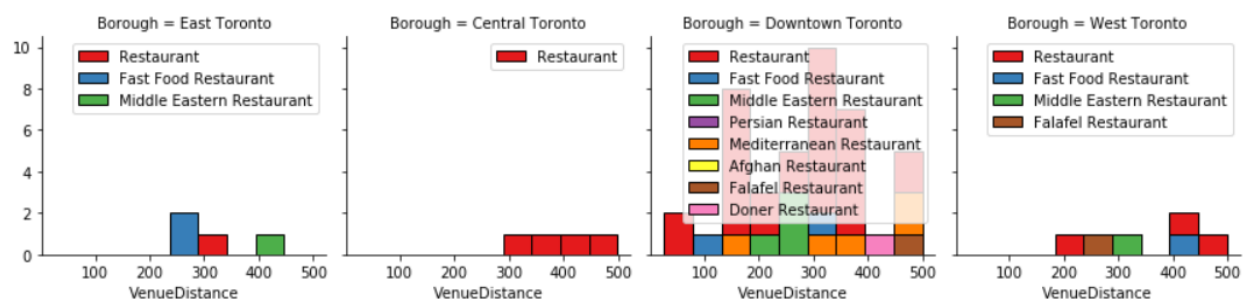 Borough = East Toronto
Borough = Central Toronto
Borough = Downtown Toronto
Borough = West Toronto
10
8
6
4
2
0
Restaurant
Fast Food Restaurant
Middle Eastern Restaurant
Restaurant
Restaurant
Fast Food Restaurant
Middle Eastern Restaurant
Persian Restaurant
Mediterranean Restaurant
Afghan Restaurant
Falafel Restaurant
Doner Restaurant
Restaurant
Fast Food Restaurant
Middle Eastern Restaurant
Falafel Restaurant
100 200 300 400 500
100 200 300 400 500
100 200 300 400 500
100 200 300 400 500
VenueDistance
VenueDistance
VenueDistance
VenueDistance